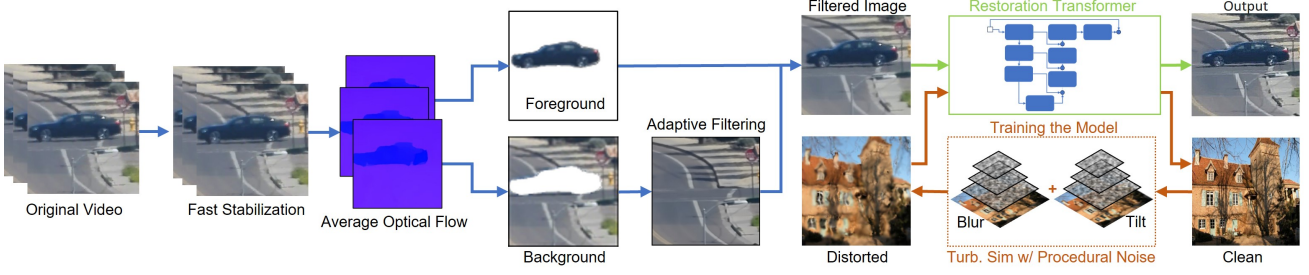 Original Video
Fast Stabilization
Average Optical Flow
Foreground
Background
Adaptive Filtering
Filtered Image
Restoration Transformer
Output
Training the Model
Blur
+
Tilt
Distorted
Turb. Sim w/ Procedural Noise
Clean